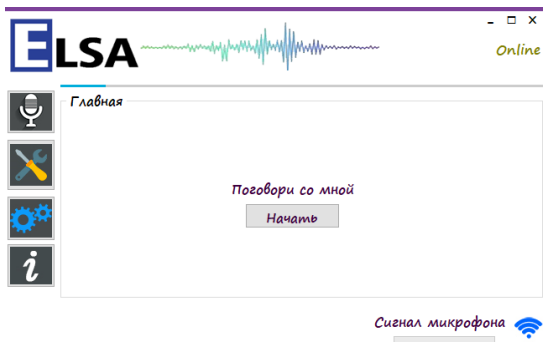 ELSA
Online
Главная
Поговори со мной
Начать
i
Сигнал микрофона